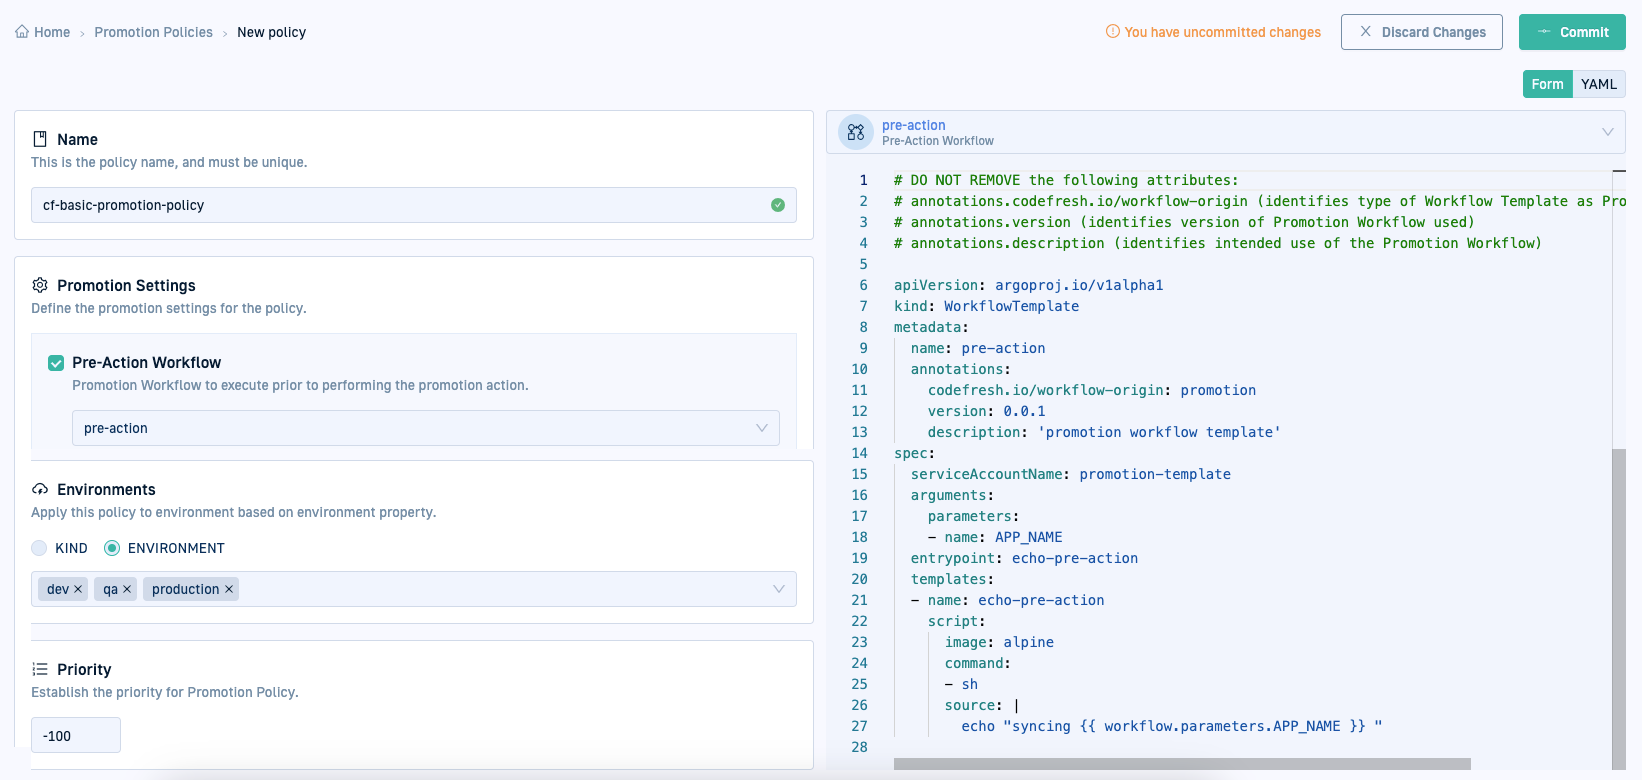 Home › Promotion Policies › New policy
You have uncommitted changes
Discard Changes
Commit
Form
YAML
Name
This is the policy name, and must be unique.
cf-basic-promotion-policy
Promotion Settings
Define the promotion settings for the policy.
Pre-Action Workflow
Promotion Workflow to execute prior to performing the promotion action.
pre-action
Environments
Apply this policy to environment based on environment property.
KIND ENVIRONMENT
dev × qa × production ×
Priority
Establish the priority for Promotion Policy.
-100
pre-action
Pre-Action Workflow
1 # DO NOT REMOVE the following attributes:
2 # annotations.codefresh.io/workflow-origin (identifies type of Workflow Template as Pro
3 # annotations.version (identifies version of Promotion Workflow used)
4 # annotations.description (identifies intended use of the Promotion Workflow)
5
6 apiVersion: argoproj.io/v1alpha1
7 kind: WorkflowTemplate
8 metadata:
9   name: pre-action
10   annotations:
11     codefresh.io/workflow-origin: promotion
12     version: 0.0.1
13     description: 'promotion workflow template'
14 spec:
15   serviceAccountName: promotion-template
16   arguments:
17     parameters:
18     - name: APP_NAME
19   entrypoint: echo-pre-action
20   templates:
21   - name: echo-pre-action
22     script:
23       image: alpine
24       command:
25       - sh
26       source: |
27         echo "syncing {{ workflow.parameters.APP_NAME }} "
28